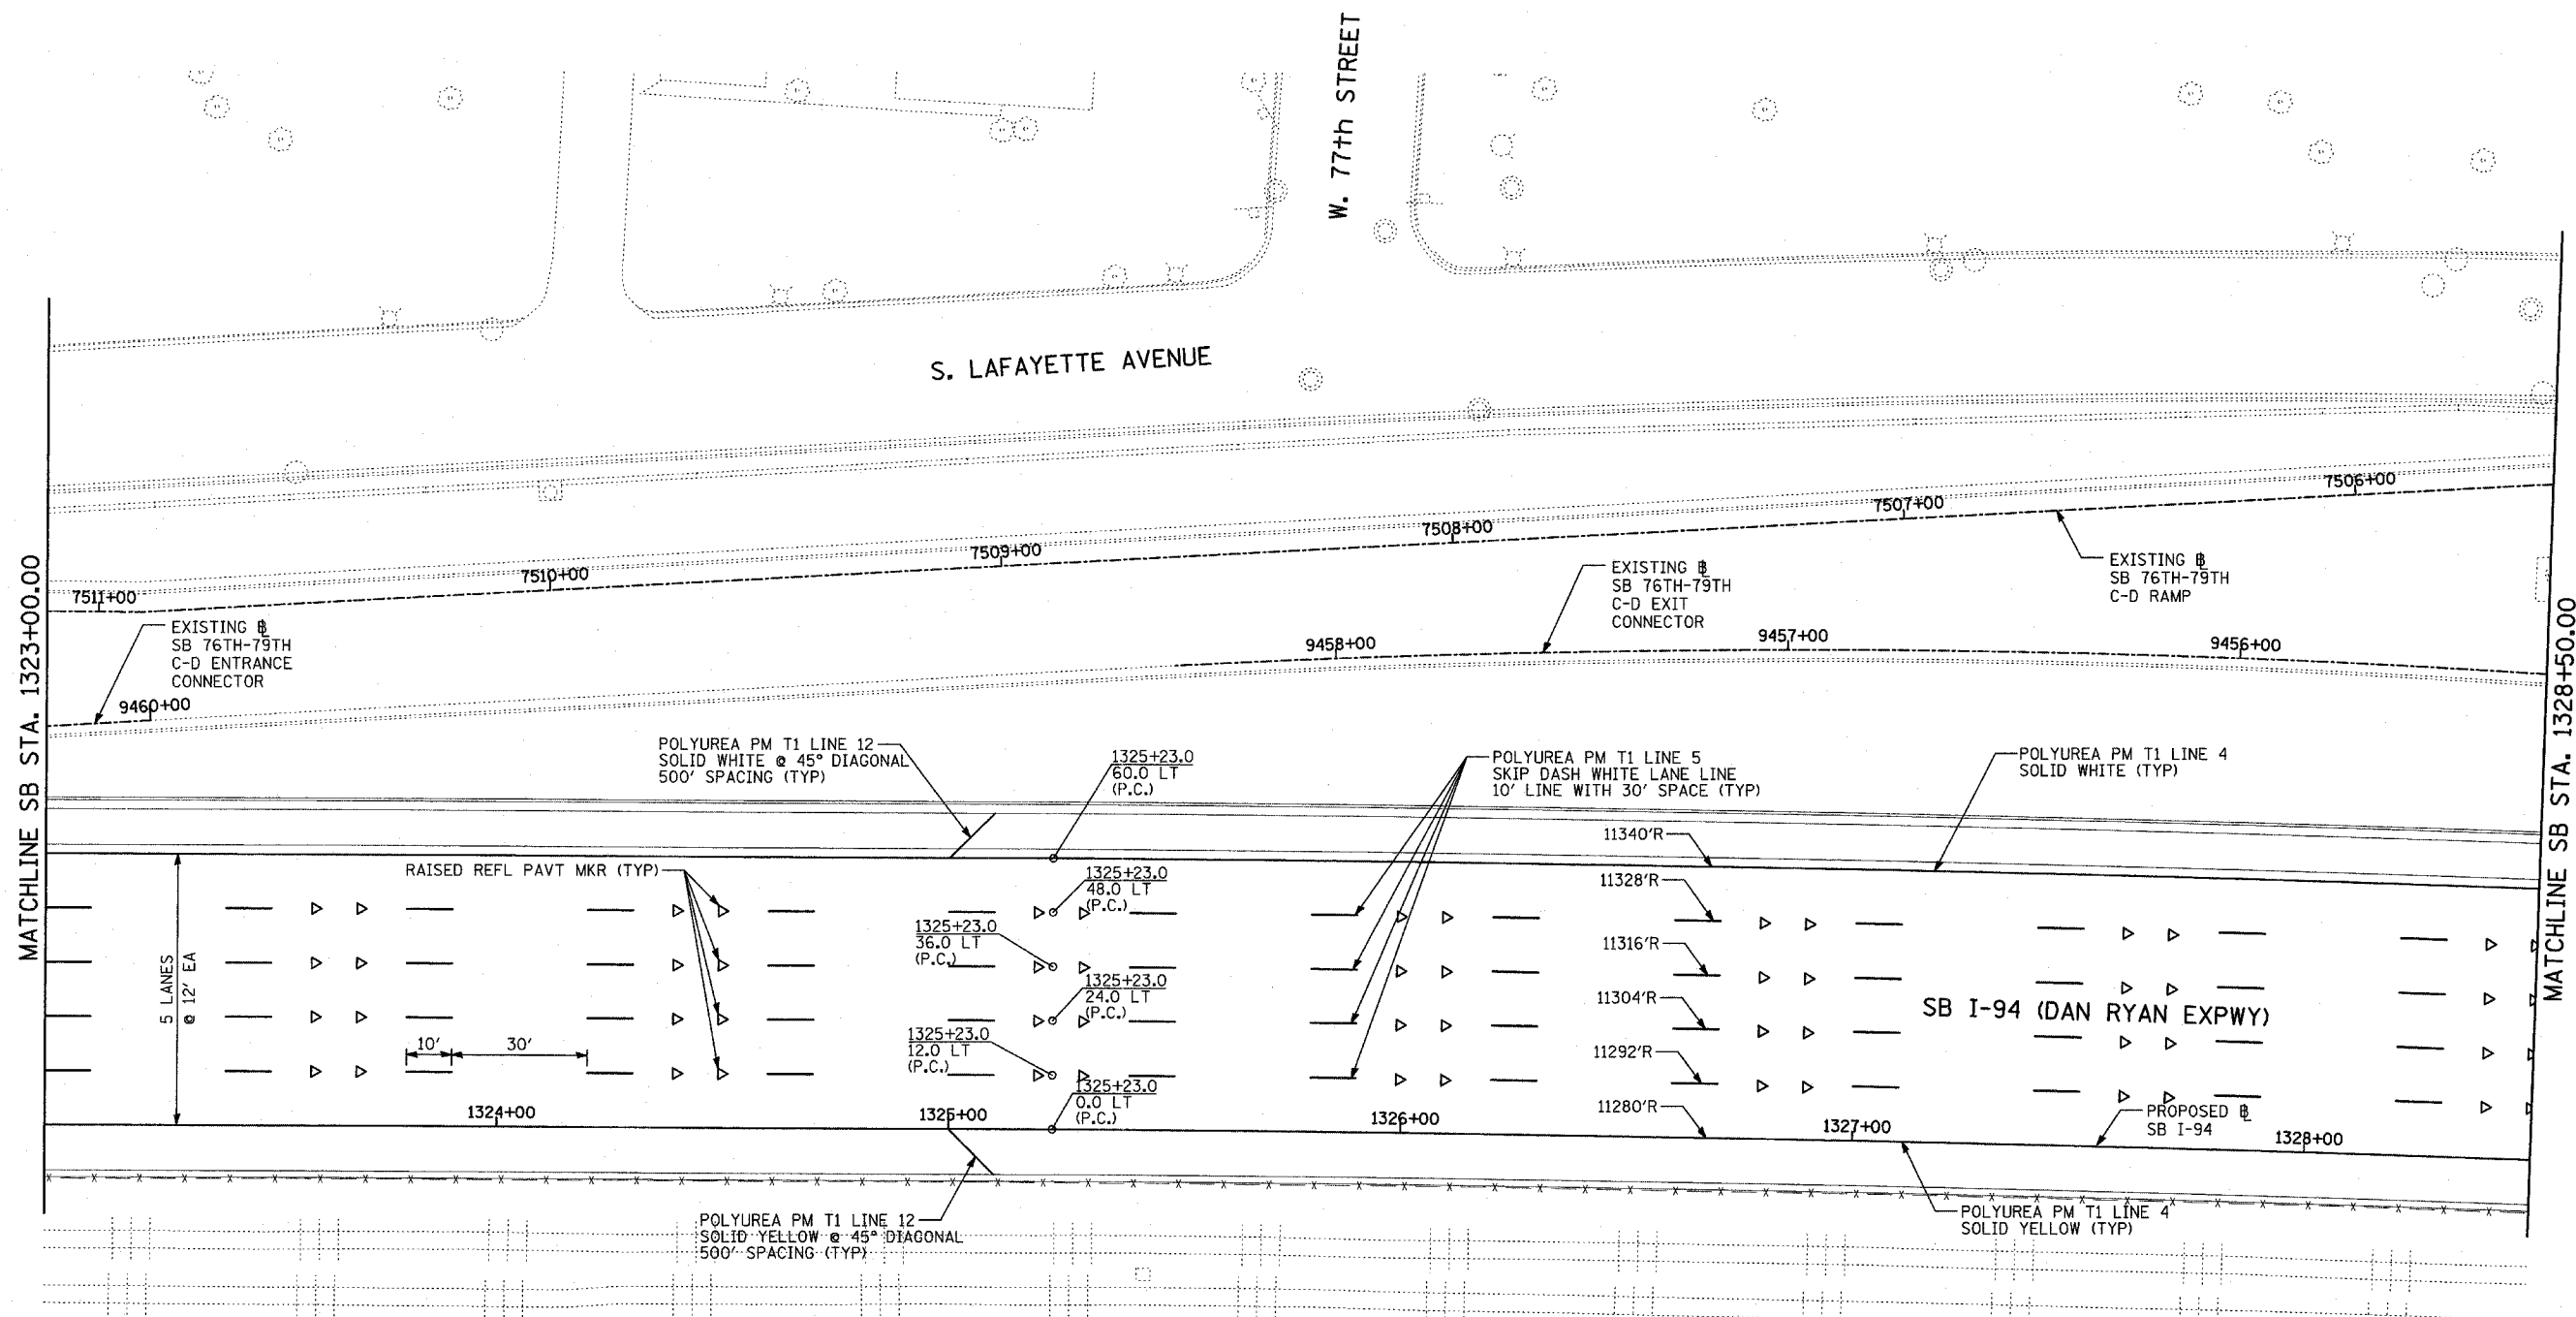 W. 77th STREET
S. LAFAYETTE AVENUE
7506+00
7507+00
7508+00
7509+00
7510+00
7511+00
EXISTING ℄
SB 76TH-79TH
C-D RAMP
EXISTING ℄
SB 76TH-79TH
C-D EXIT
CONNECTOR
EXISTING ℄
SB 76TH-79TH
C-D ENTRANCE
CONNECTOR
9460+00
9458+00
9457+00
9456+00
MATCHLINE SB STA. 1323+00.00
MATCHLINE SB STA. 1328+50.00
POLYUREA PM T1 LINE 12
SOLID WHITE @ 45° DIAGONAL
500' SPACING (TYP)
1325+23.0
60.0 LT
(P.C.)
POLYUREA PM T1 LINE 5
SKIP DASH WHITE LANE LINE
10' LINE WITH 30' SPACE (TYP)
POLYUREA PM T1 LINE 4
SOLID WHITE (TYP)
RAISED REFL PAVT MKR (TYP)
1325+23.0
48.0 LT
(P.C.)
1325+23.0
36.0 LT
(P.C.)
1325+23.0
24.0 LT
(P.C.)
1325+23.0
12.0 LT
(P.C.)
1325+23.0
0.0 LT
(P.C.)
11340'R
11328'R
11316'R
11304'R
11292'R
11280'R
SB I-94 (DAN RYAN EXPWY)
5 LANES
@ 12' EA
10'
30'
1324+00
1325+00
1326+00
1327+00
1328+00
PROPOSED ℄
SB I-94
POLYUREA PM T1 LINE 12
SOLID YELLOW @ 45° DIAGONAL
500' SPACING (TYP)
POLYUREA PM T1 LINE 4
SOLID YELLOW (TYP)